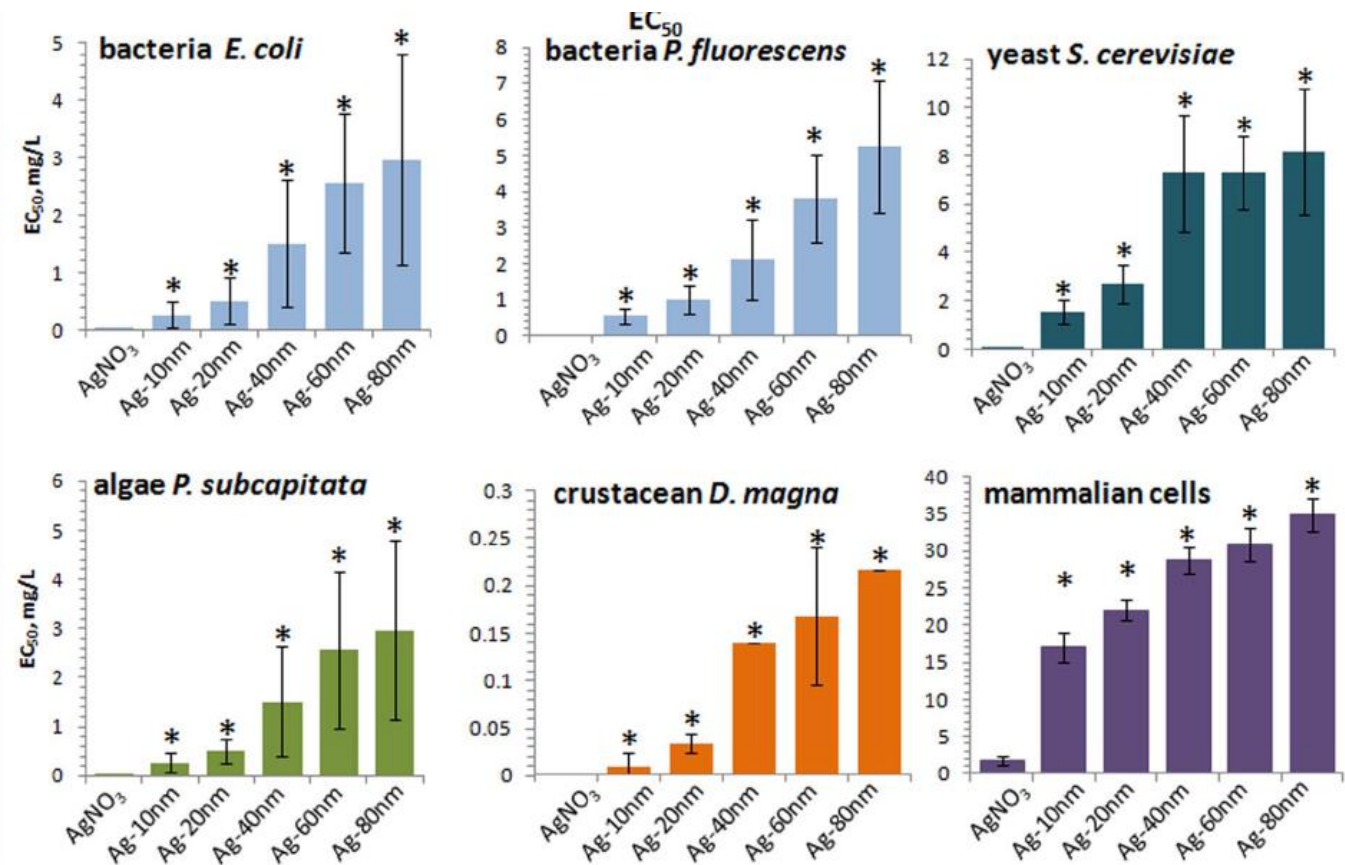 EC₅₀
bacteria E. coli
EC₅₀, mg/L
5
4
3
2
1
0
AgNO₃
Ag-10nm
Ag-20nm
Ag-40nm
Ag-60nm
Ag-80nm
* * * * *
bacteria P. fluorescens
8
7
6
5
4
3
2
1
0
AgNO₃
Ag-10nm
Ag-20nm
Ag-40nm
Ag-60nm
Ag-80nm
* * * * *
yeast S. cerevisiae
12
10
8
6
4
2
0
AgNO₃
Ag-10nm
Ag-20nm
Ag-40nm
Ag-60nm
Ag-80nm
* * * * *
algae P. subcapitata
EC₅₀, mg/L
6
5
4
3
2
1
0
AgNO₃
Ag-10nm
Ag-20nm
Ag-40nm
Ag-60nm
Ag-80nm
* * * * *
crustacean D. magna
0.3
0.25
0.2
0.15
0.1
0.05
0
AgNO₃
Ag-10nm
Ag-20nm
Ag-40nm
Ag-60nm
Ag-80nm
* * * * *
mammalian cells
40
35
30
25
20
15
10
5
0
AgNO₃
Ag-10nm
Ag-20nm
Ag-40nm
Ag-60nm
Ag-80nm
* * * * *